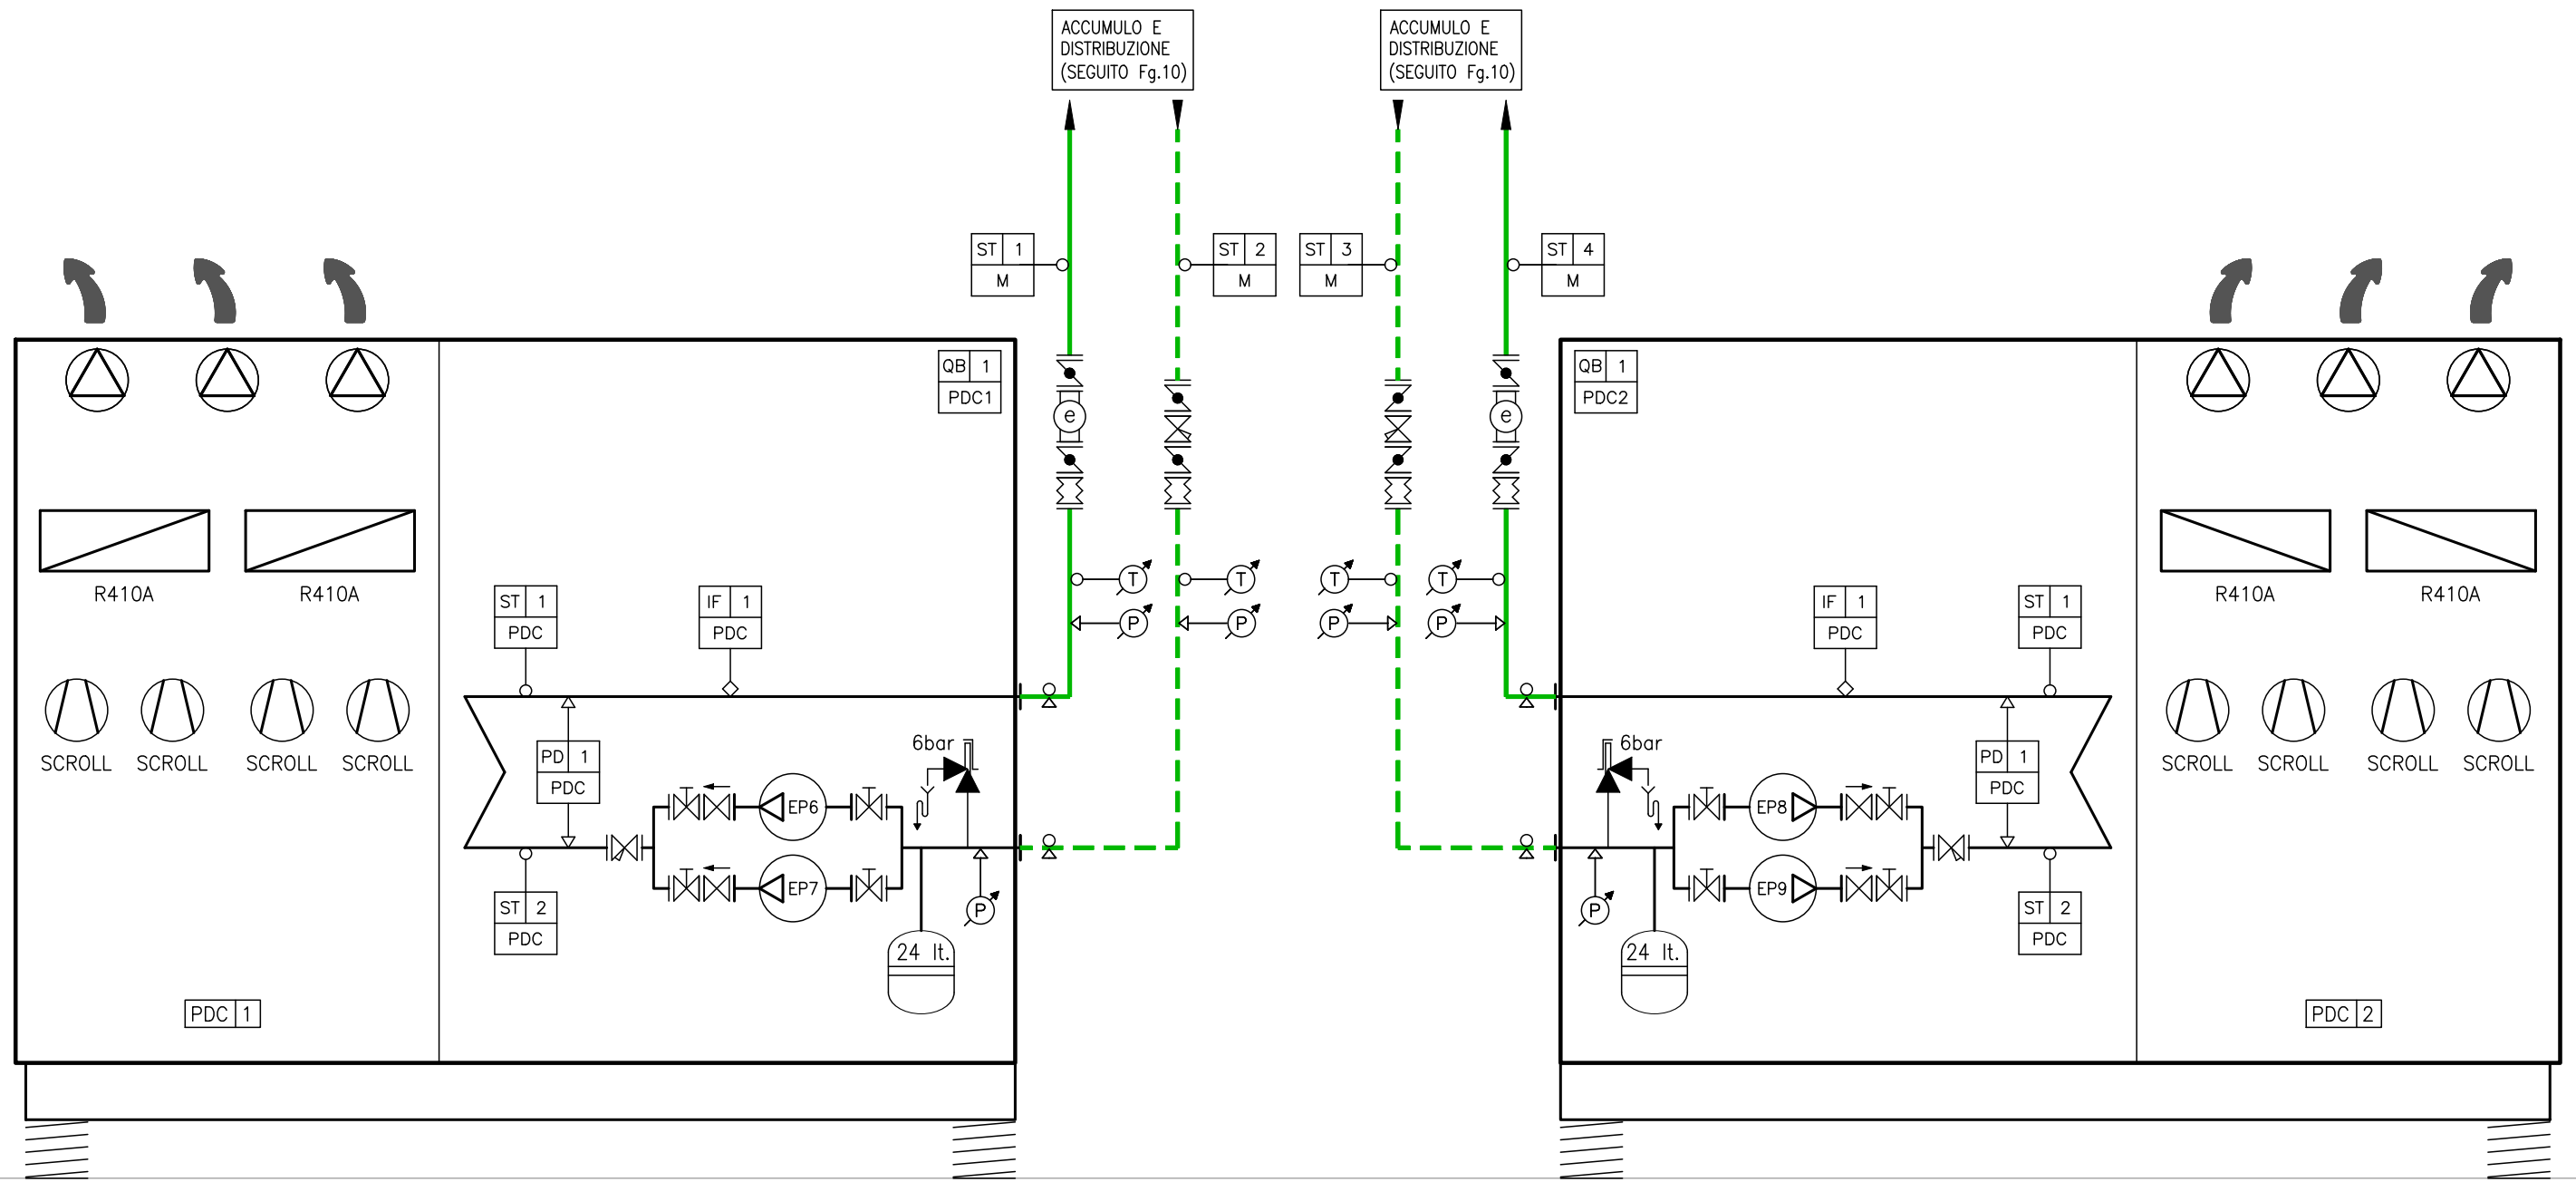 ACCUMULO E
DISTRIBUZIONE
(SEGUITO Fg.10)
ACCUMULO E
DISTRIBUZIONE
(SEGUITO Fg.10)
ST 1
M
ST 2
M
ST 3
M
ST 4
M
QB 1
PDC1
e
e
QB 1
PDC2
R410A
R410A
T
T
T
T
R410A
R410A
P
P
P
P
ST 1
PDC
IF 1
PDC
IF 1
PDC
ST 1
PDC
SCROLL
SCROLL
SCROLL
SCROLL
PD 1
PDC
6bar
6bar
PD 1
PDC
SCROLL
SCROLL
SCROLL
SCROLL
EP6
EP8
EP7
EP9
ST 2
PDC
P
P
ST 2
PDC
24 lt.
24 lt.
PDC 1
PDC 2